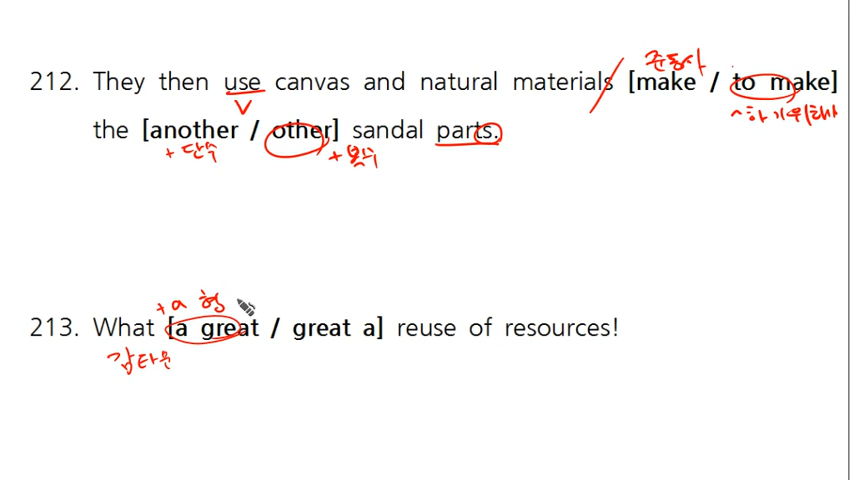 준동사
212. They then use canvas and natural materials [make / to make]
V
~하기 위해서
the [another / other] sandal parts.
+ 단수
+ 복수
+ a 형
213. What [a great / great a] reuse of resources!
감탄문